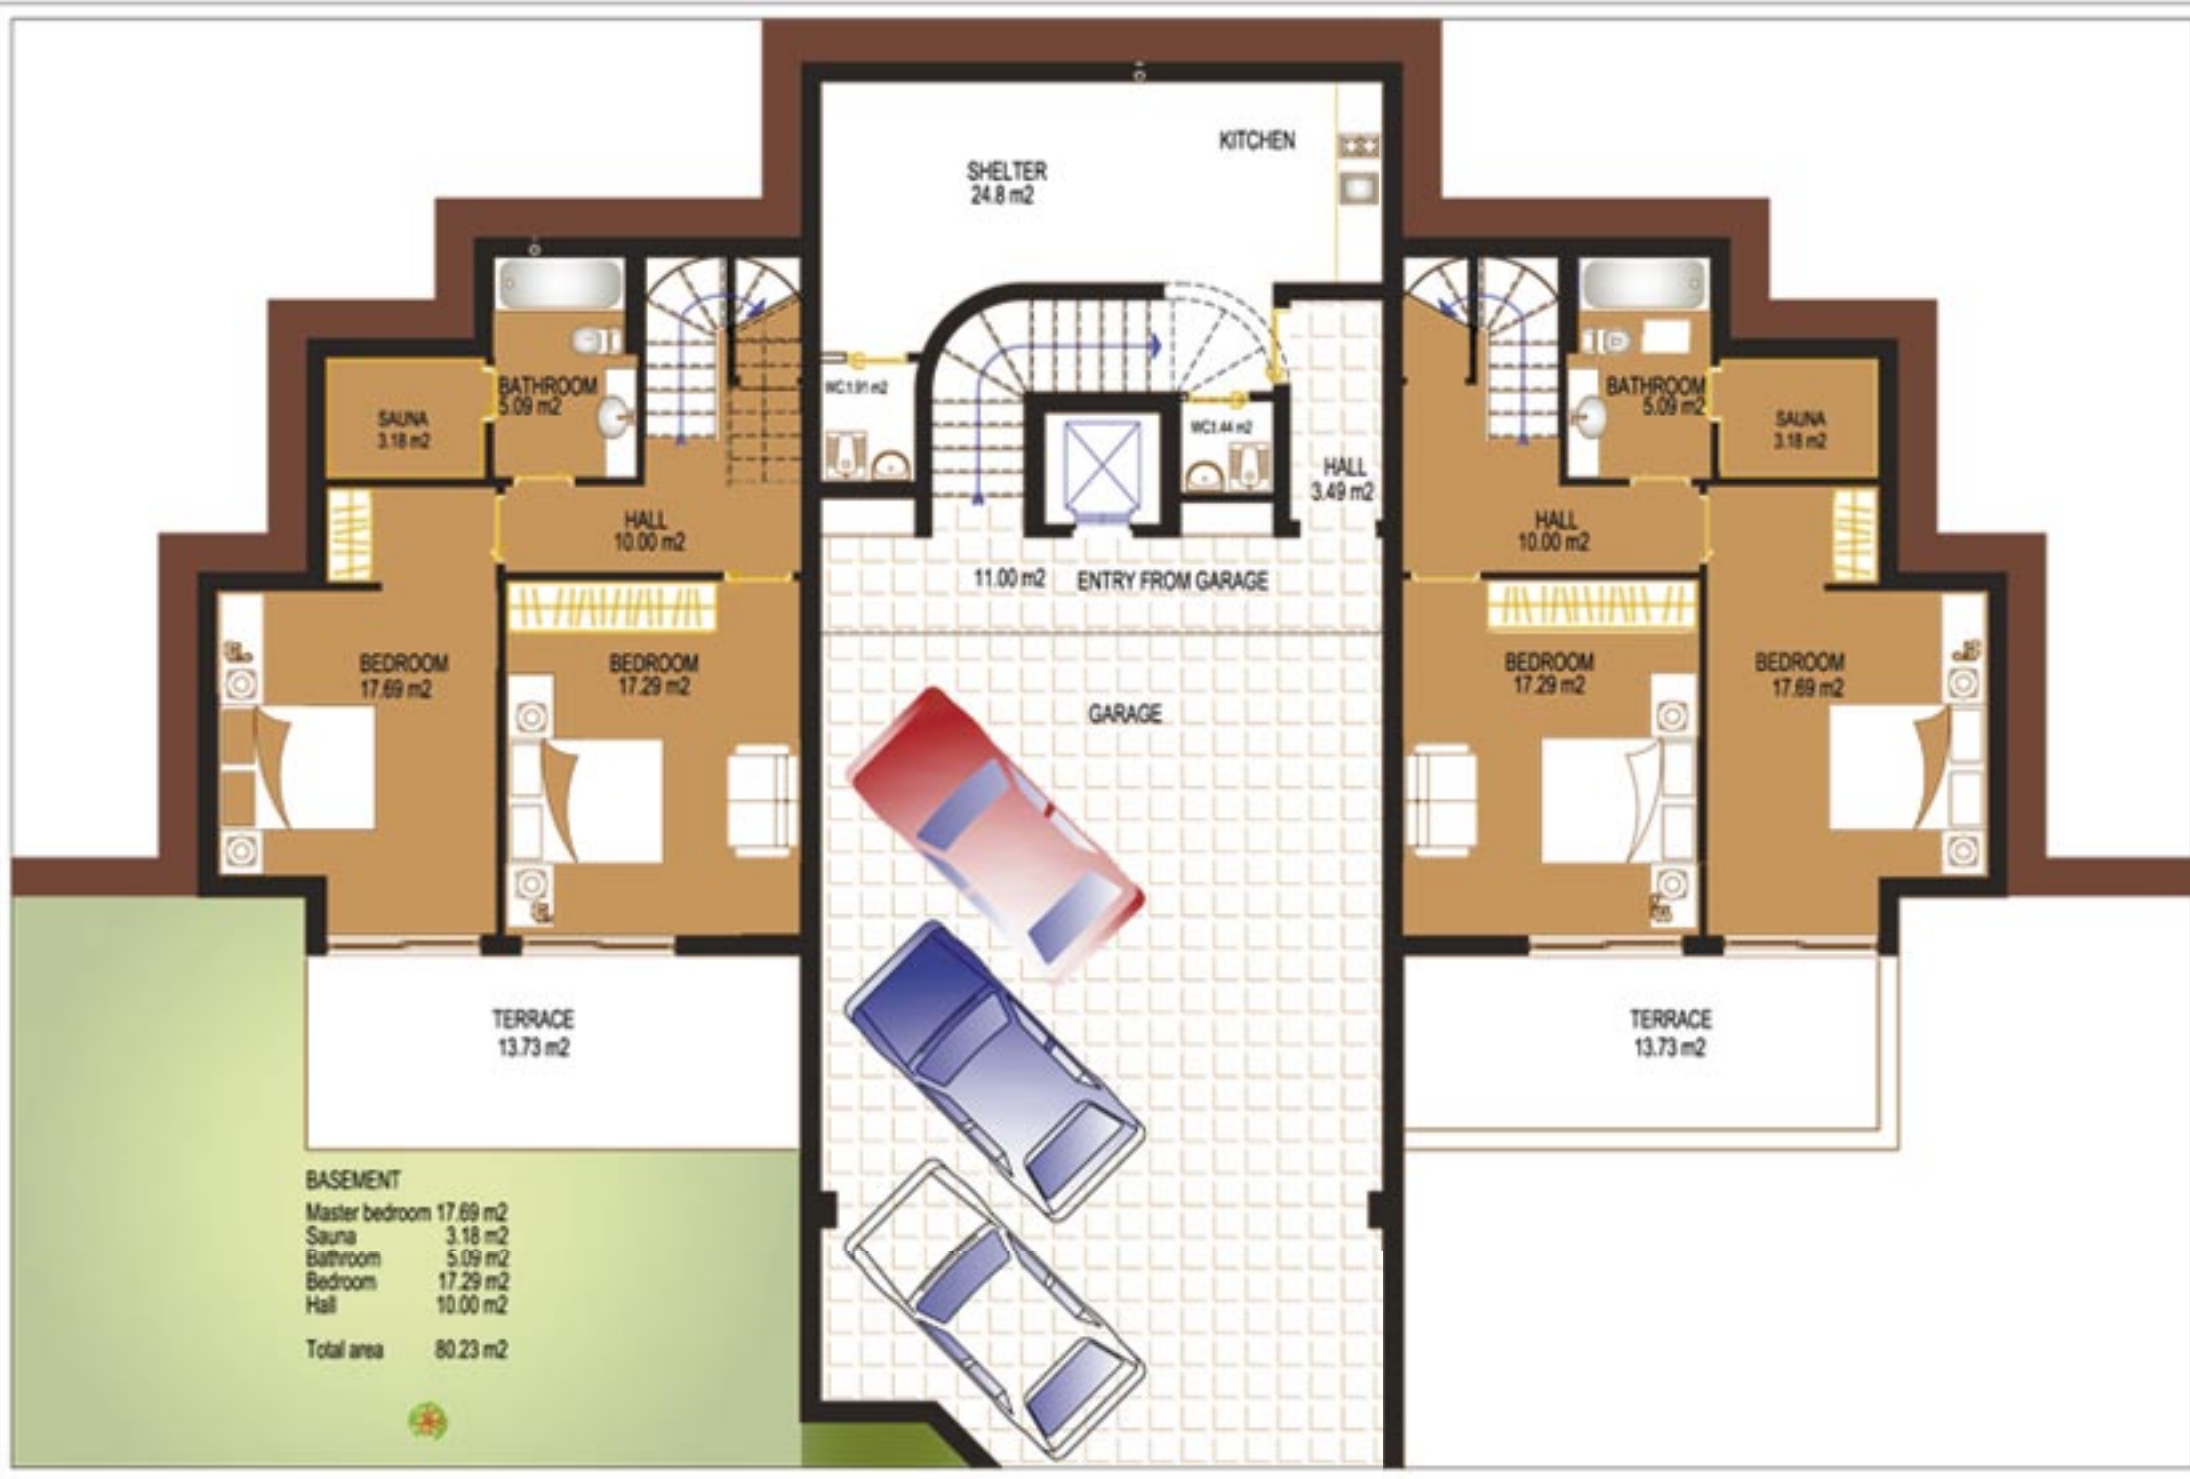 KITCHEN
SHELTER
24.8 m2
WC:1.91 m2
BATHROOM
5.09 m2
SAUNA
3.18 m2
WC:1.44 m2
BATHROOM
5.09 m2
SAUNA
3.18 m2
HALL
3.49 m2
HALL
10.00 m2
HALL
10.00 m2
11.00 m2 ENTRY FROM GARAGE
BEDROOM
17.69 m2
BEDROOM
17.29 m2
BEDROOM
17.29 m2
BEDROOM
17.69 m2
GARAGE
TERRACE
13.73 m2
TERRACE
13.73 m2
BASEMENT
Master bedroom 17.69 m2
Sauna 3.18 m2
Bathroom 5.09 m2
Bedroom 17.29 m2
Hall 10.00 m2
Total area 80.23 m2